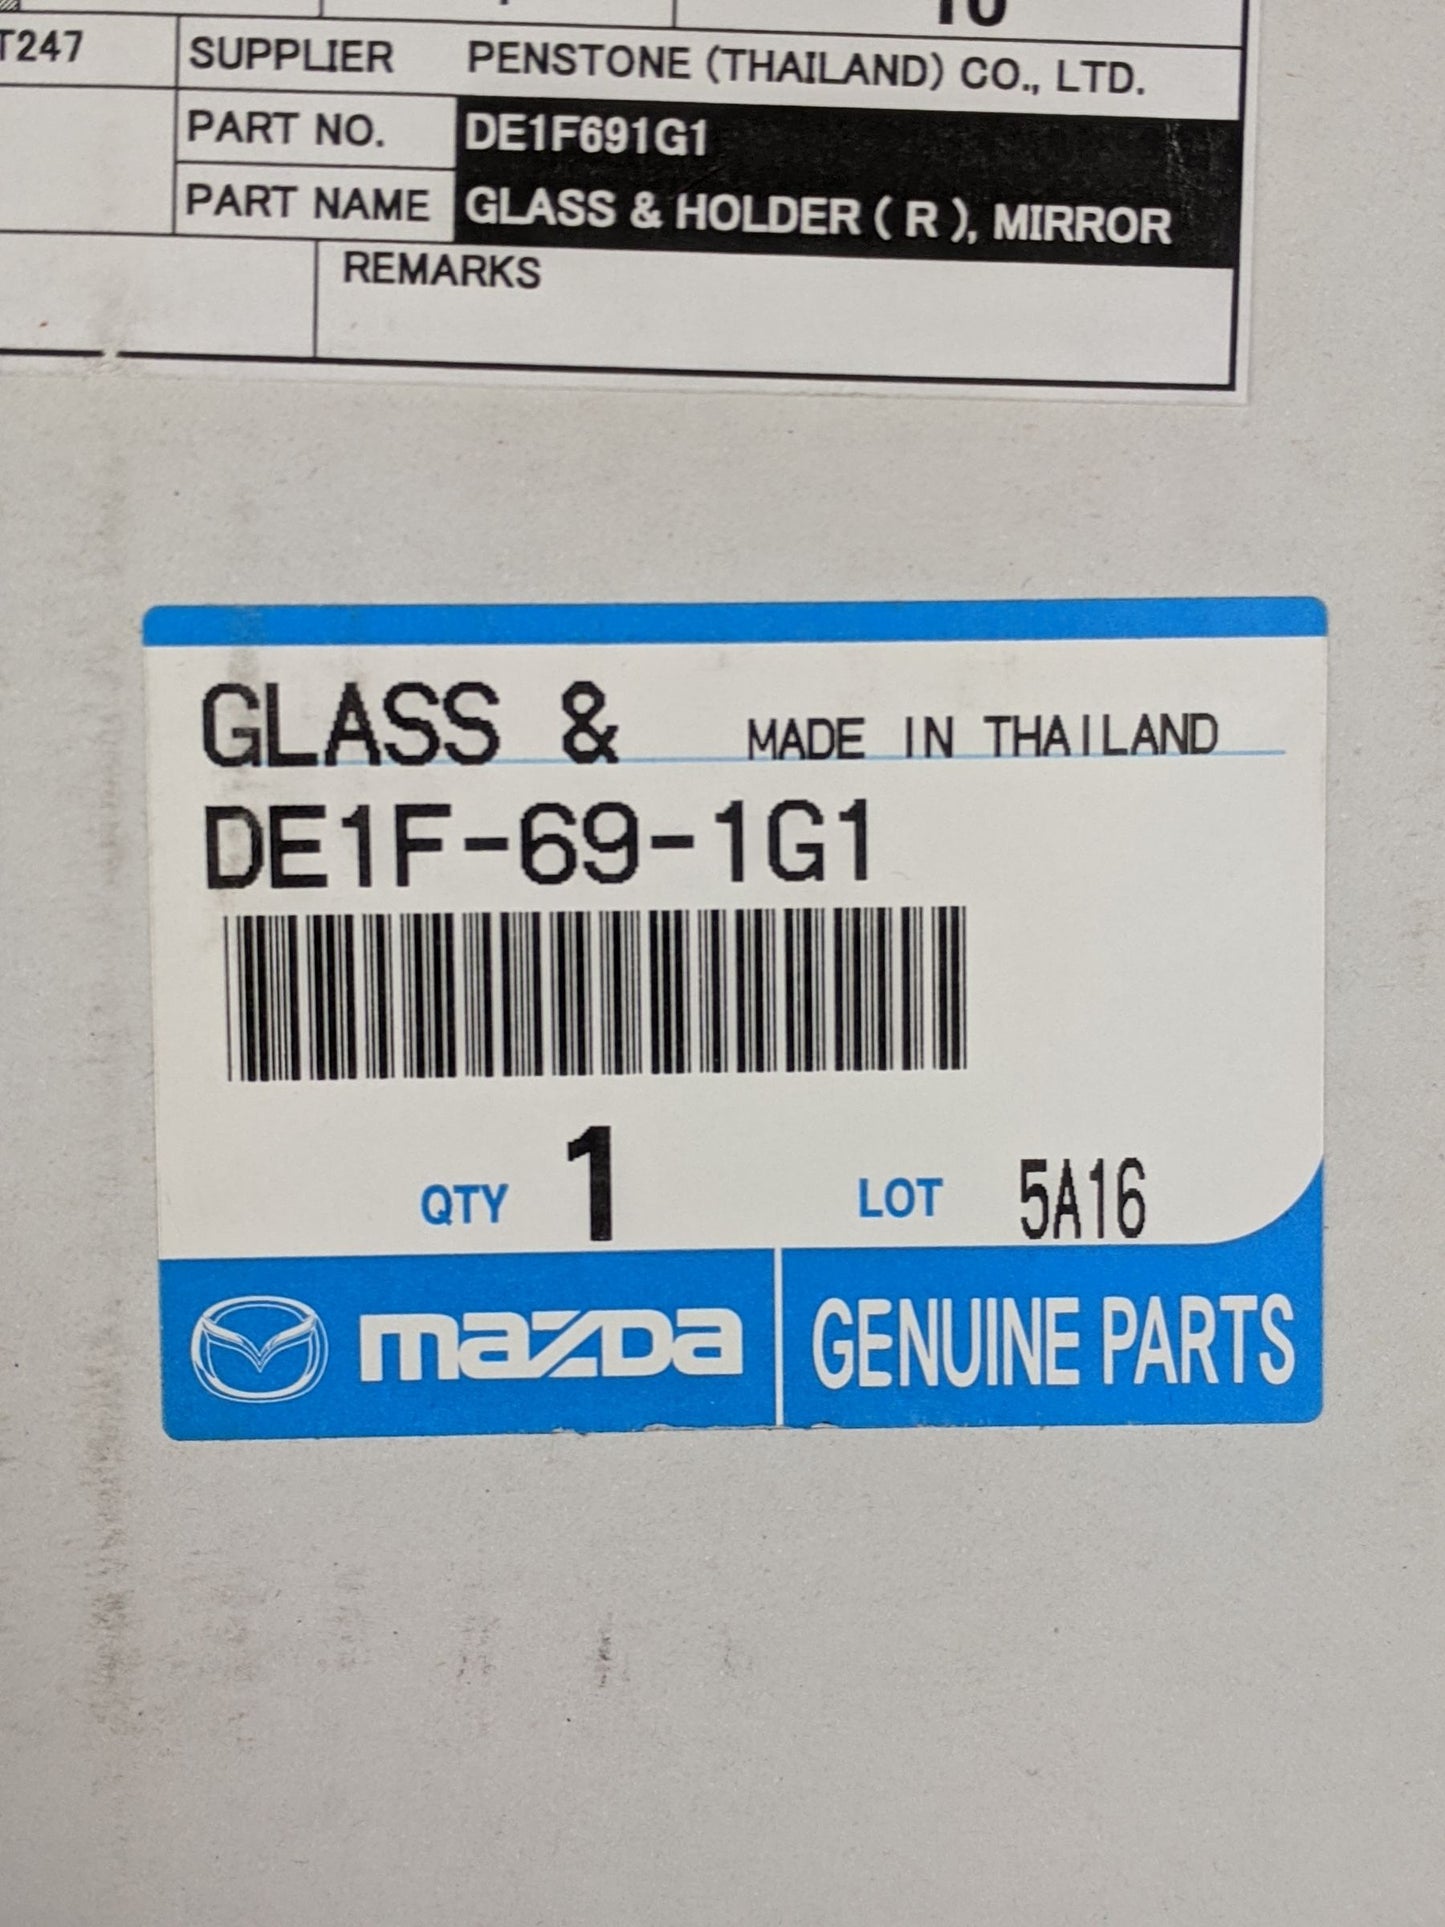 10
T247 SUPPLIER PENSTONE (THAILAND) CO., LTD.
PART NO. DE1F691G1
PART NAME GLASS & HOLDER ( R ), MIRROR
REMARKS
GLASS & MADE IN THAILAND
DE1F-69-1G1
QTY 1 LOT 5A16
mazda GENUINE PARTS